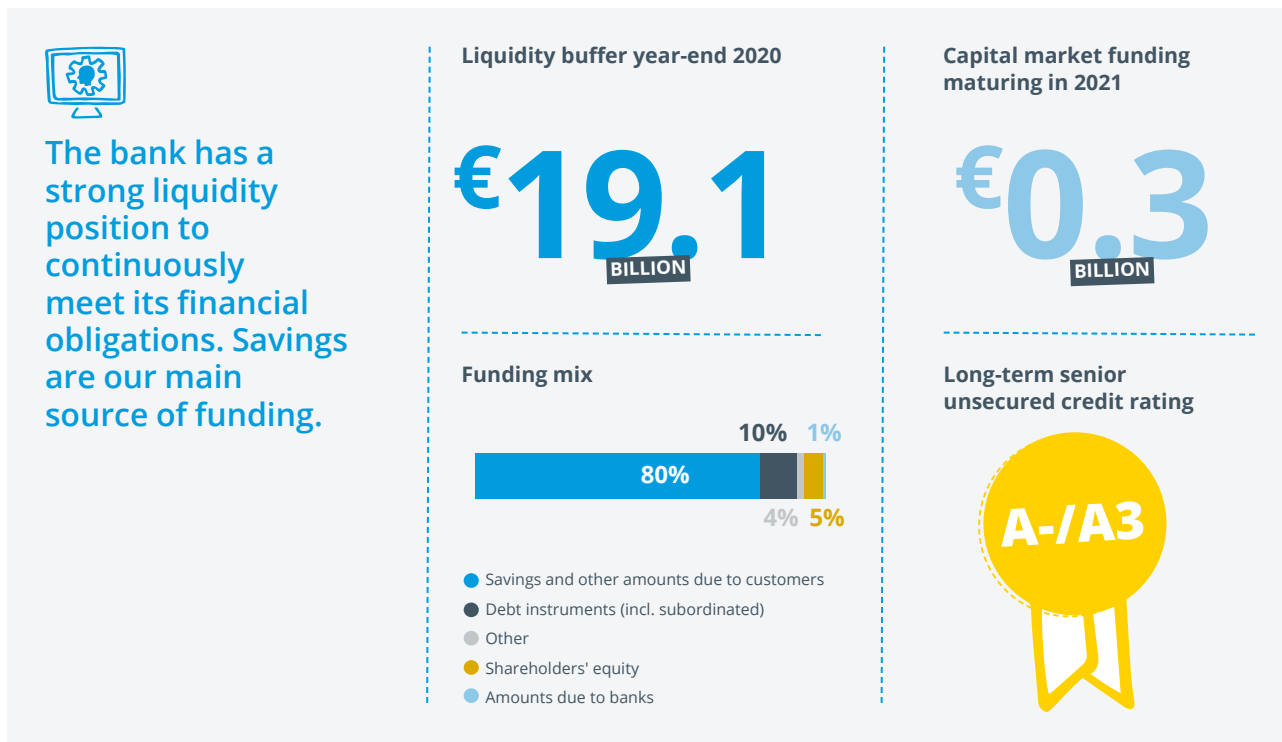 The bank has a
strong liquidity
position to
continuously
meet its financial
obligations. Savings
are our main
source of funding.
Liquidity buffer year-end 2020
€19.1
BILLION
Funding mix
10% 1%
80%
4% 5%
Savings and other amounts due to customers
Debt instruments (incl. subordinated)
Other
Shareholders' equity
Amounts due to banks
Capital market funding
maturing in 2021
€0.3
BILLION
Long-term senior
unsecured credit rating
A-/A3